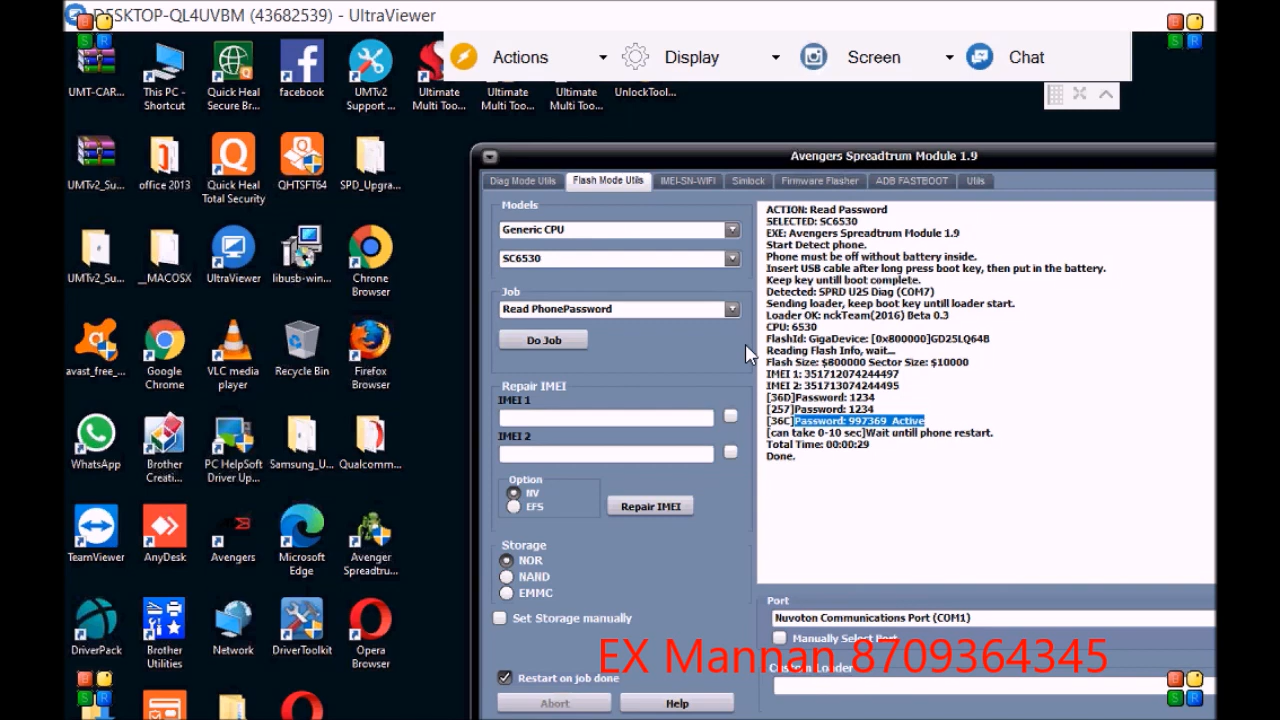 DESKTOP-QL4UVBM (43682539) - UltraViewer
Actions
Display
Screen
Chat
UMT-CAR...
This PC - Shortcut
Quick Heal Secure Br...
facebook
UMTv2 Support ...
Ultimate Multi Too...
Ultimate Multi Too...
Ultimate Multi Too...
UnlockTool...
UMTv2_Su...
office 2013
Quick Heal Total Security
QHTSFT64
SPD_Upgra...
UMTv2_Su...
__MACOSX
UltraViewer
libusb-win...
Chrome Browser
avast_free_...
Google Chrome
VLC media player
Recycle Bin
Firefox Browser
WhatsApp
Brother Creati...
PC HelpSoft Driver Up...
Samsung_U...
Qualcomm...
TeamViewer
AnyDesk
Avengers
Microsoft Edge
Avenger Spreadtru...
DriverPack
Brother Utilities
Network
DriverToolkit
Opera Browser
Avengers Spreadtrum Module 1.9
Diag Mode Utils
Flash Mode Utils
IMEI-SN-WIFI
Simlock
Firmware Flasher
ADB FASTBOOT
Utils
Models
Generic CPU
SC6530
Job
Read PhonePassword
Do Job
Repair IMEI
IMEI 1
IMEI 2
Option
NV
EFS
Repair IMEI
Storage
NOR
NAND
EMMC
Set Storage manually
Restart on job done
Abort
Help
ACTION: Read Password
SELECTED: SC6530
EXE: Avengers Spreadtrum Module 1.9
Start Detect phone.
Phone must be off without battery inside.
Insert USB cable after long press boot key, then put in the battery.
Keep key untill boot complete.
Detected: SPRD U2S Diag (COM7)
Sending loader, keep boot key untill loader start.
Loader OK: nckTeam(2016) Beta 0.3
CPU: 6530
FlashId: GigaDevice: [0x800000]GD25LQ64B
Reading Flash Info, wait...
Flash Size: $800000 Sector Size: $10000
IMEI 1: 351712074244497
IMEI 2: 351713074244495
[36D]Password: 1234
[257]Password: 1234
[36C]Password: 997369 Active
[can take 0-10 sec]Wait untill phone restart.
Total Time: 00:00:29
Done.
Port
Nuvoton Communications Port (COM1)
Manually Select Port
Custom Loader
EX Mannan 8709364345